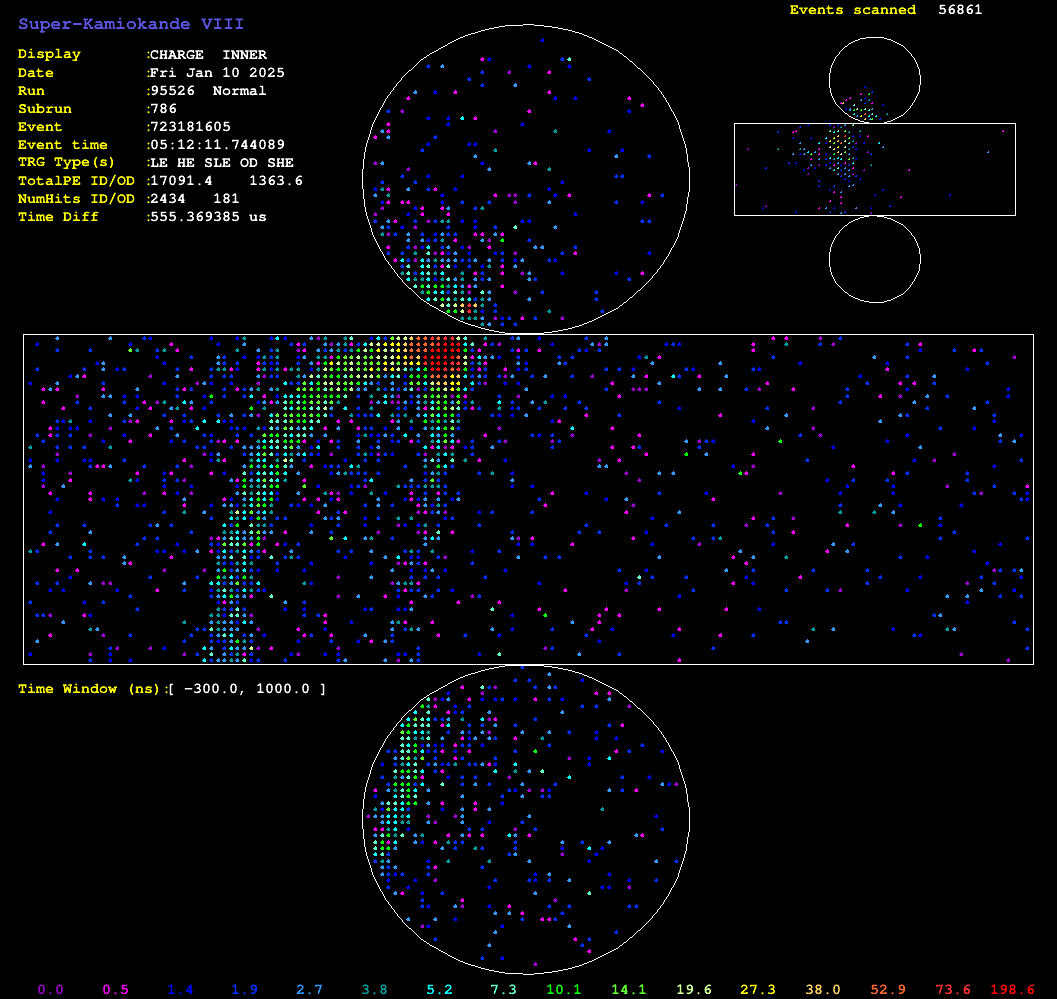 Super-Kamiokande VIII
Events scanned 56861
Display :CHARGE INNER
Date :Fri Jan 10 2025
Run :95526 Normal
Subrun :786
Event :723181605
Event time :05:12:11.744089
TRG Type(s) :LE HE SLE OD SHE
TotalPE ID/OD :17091.4 1363.6
NumHits ID/OD :2434 181
Time Diff :555.369385 us
Time Window (ns):[ -300.0, 1000.0 ]
0.0 0.5 1.4 1.9 2.7 3.8 5.2 7.3 10.1 14.1 19.6 27.3 38.0 52.9 73.6 198.6